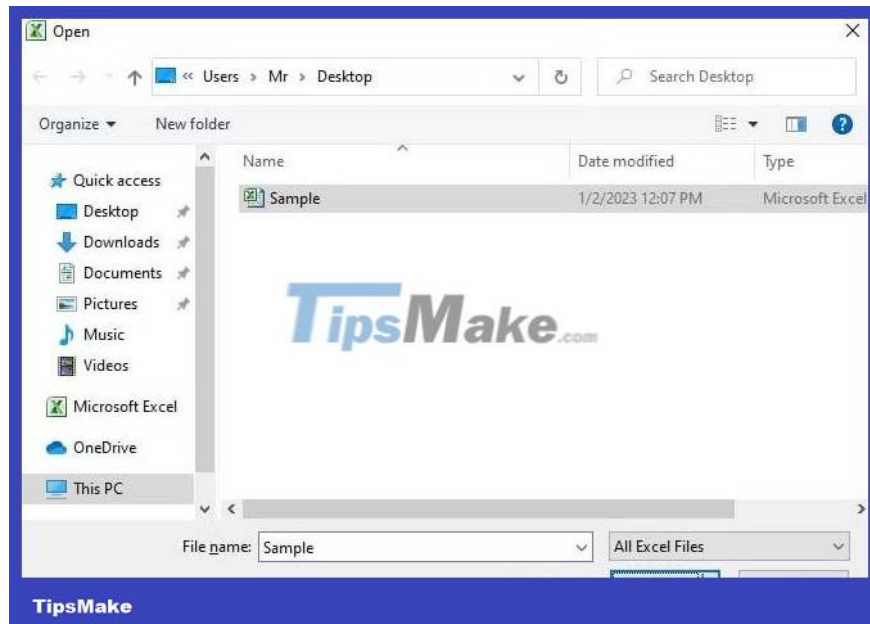 Open
« Users › Mr › Desktop
Search Desktop
Organize
New folder
Name
Date modified
Type
Quick access
Desktop
Downloads
Documents
Pictures
Music
Videos
Microsoft Excel
OneDrive
This PC
Sample
1/2/2023 12:07 PM
Microsoft Excel
TipsMake.com
File name: Sample
All Excel Files
TipsMake